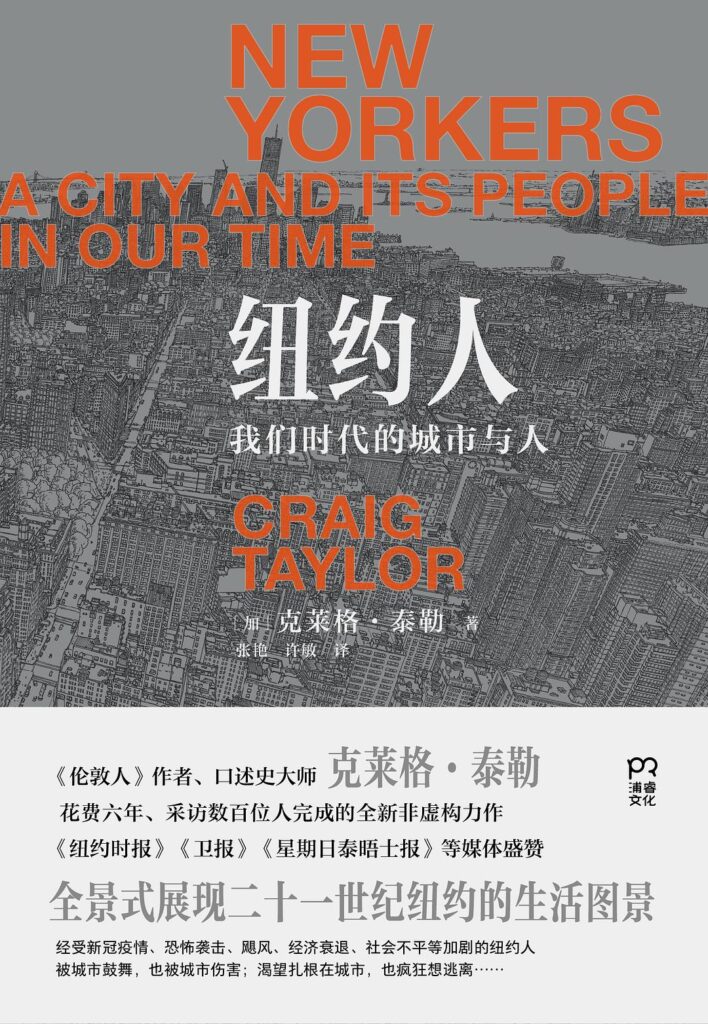 NEW
YORKERS
A CITY AND ITS PEOPLE
IN OUR TIME
纽约人
我们时代的城市与人
CRAIG
TAYLOR
［加］克莱格·泰勒 著
张艳 许敏 译
《伦敦人》作者、口述史大师 克莱格·泰勒
花费六年、采访数百位人完成的全新非虚构力作
《纽约时报》《卫报》《星期日泰晤士报》等媒体盛赞
全景式展现二十一世纪纽约的生活图景
经受新冠疫情、恐怖袭击、飓风、经济衰退、社会不平等加剧的纽约人
被城市鼓舞，也被城市伤害；渴望扎根在城市，也疯狂想逃离……
浦睿
文化